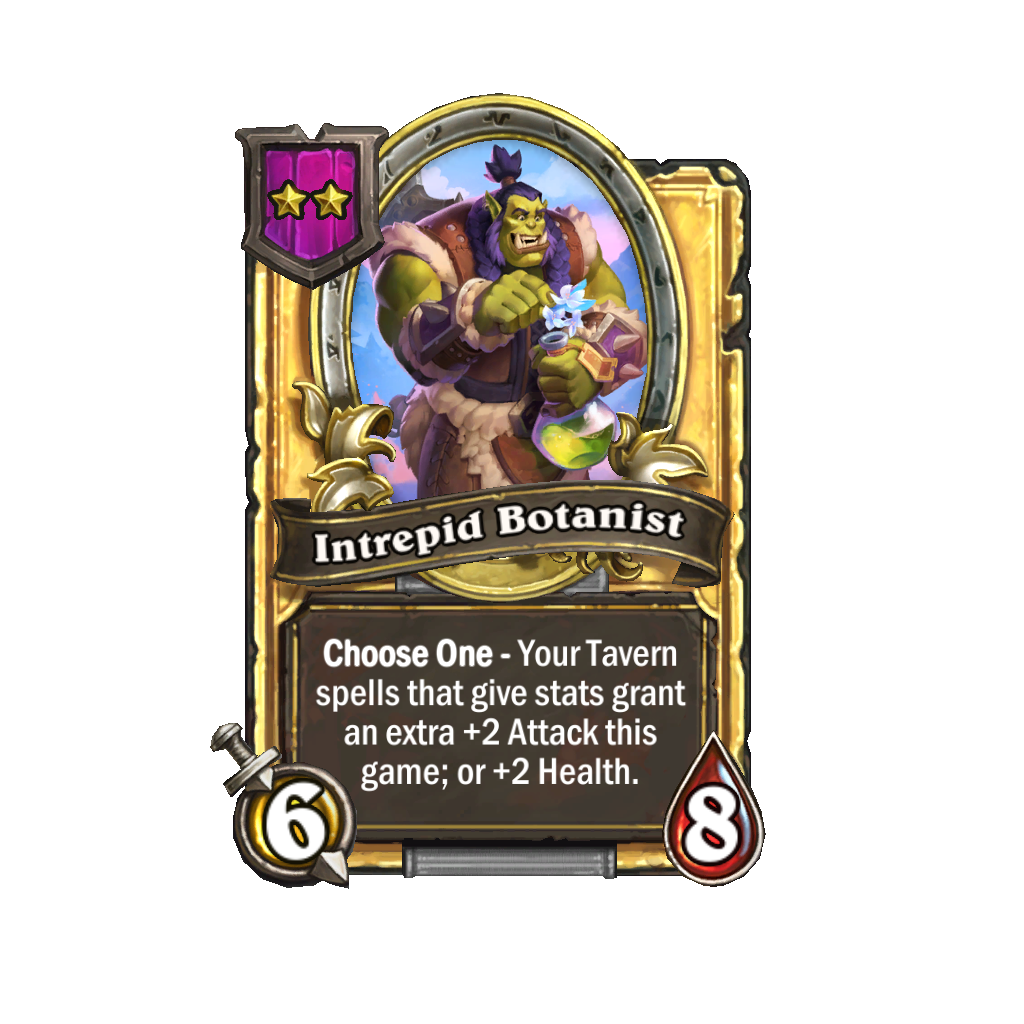 Intrepid Botanist
Choose One - Your Tavern
spells that give stats grant
an extra +2 Attack this
game; or +2 Health.
6
8